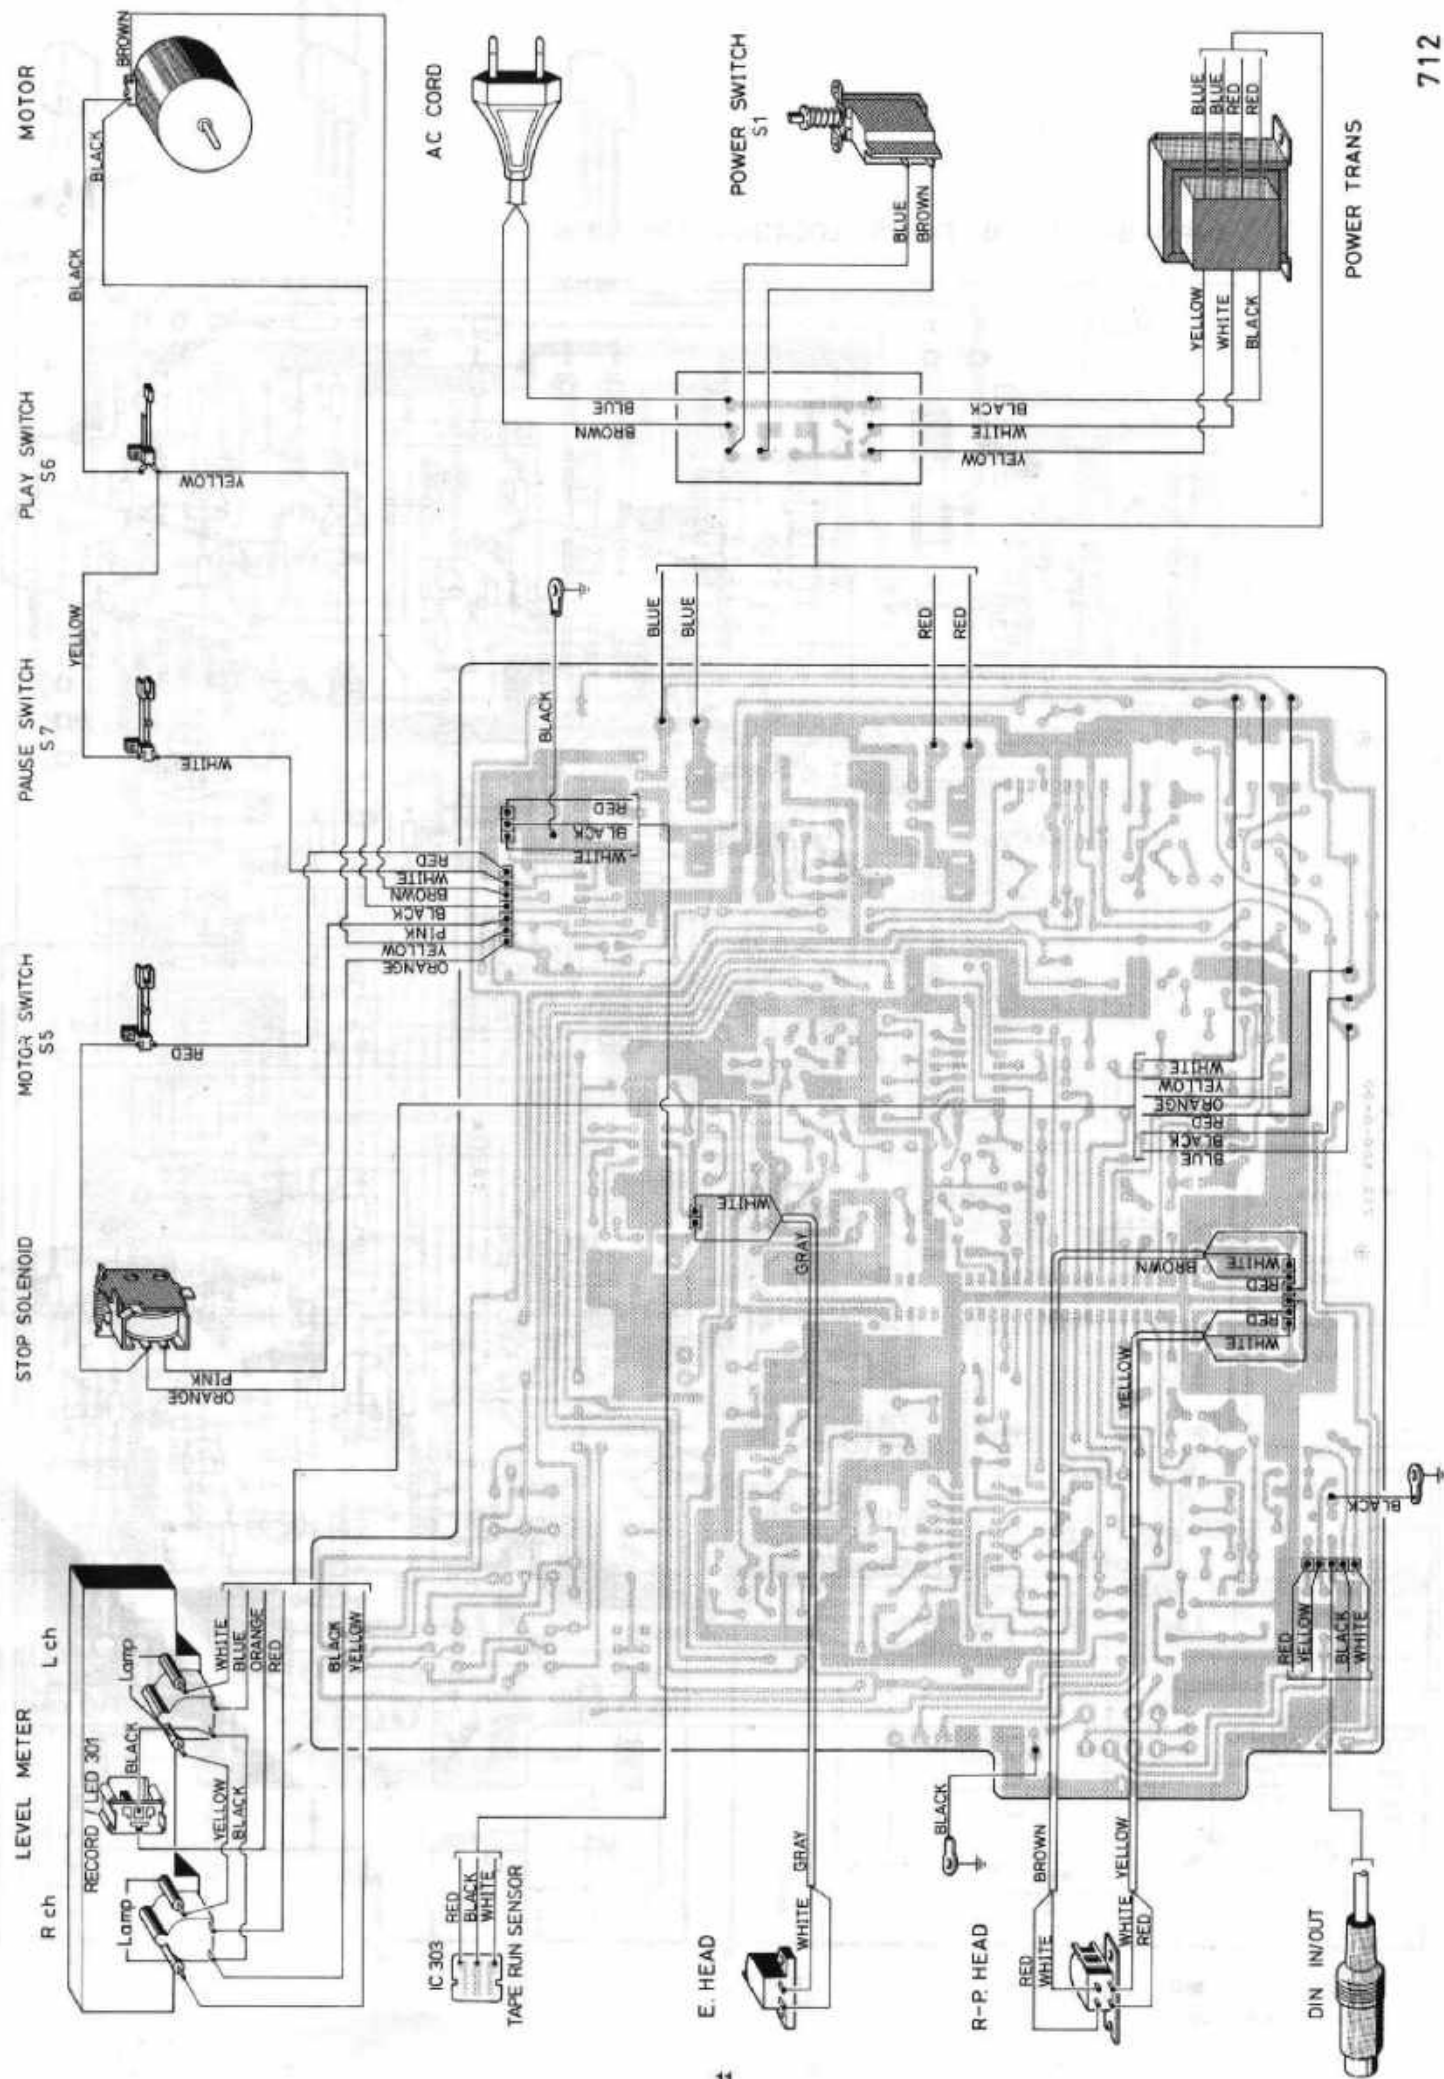 LEVEL METER
R ch
L ch
STOP SOLENOID
MOTOR SWITCH
S5
PAUSE SWITCH
S7
PLAY SWITCH
S6
MOTOR
RECORD / LED 301
Lamp
Lamp
BLACK
YELLOW
BLACK
WHITE
BLUE
ORANGE
RED
BLACK
YELLOW
ORANGE
PINK
RED
WHITE
YELLOW
YELLOW
BLACK
BLACK
BROWN
RED
WHITE
BROWN
BLACK
PINK
YELLOW
ORANGE
RED
BLACK
WHITE
BLACK
AC CORD
BLUE
BROWN
POWER SWITCH
S1
BLUE
BROWN
BLACK
WHITE
YELLOW
YELLOW
WHITE
BLACK
BLUE
BLUE
RED
RED
POWER TRANS
BLUE
BLUE
RED
RED
IC 303
RED
BLACK
WHITE
TAPE RUN SENSOR
E. HEAD
WHITE
GRAY
GRAY
WHITE
R-P. HEAD
RED
WHITE
BROWN
BLACK
YELLOW
WHITE
RED
BROWN
WHITE
RED
RED
WHITE
YELLOW
WHITE
YELLOW
ORANGE
RED
BLACK
BLUE
DIN IN/OUT
RED
YELLOW
BLACK
WHITE
BLACK
11
712